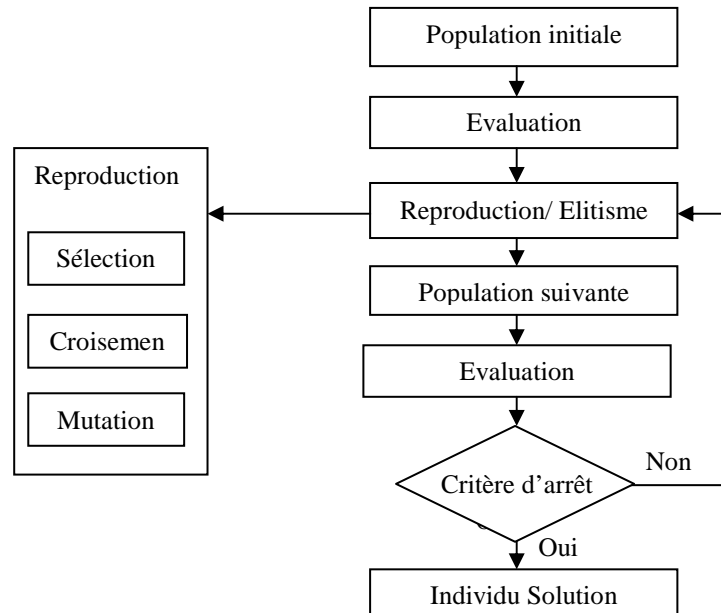 Population initiale
Evaluation
Reproduction
Reproduction/ Elitisme
Sélection
Population suivante
Croisemen
Evaluation
Mutation
Non
Critère d'arrêt
Oui
Individu Solution